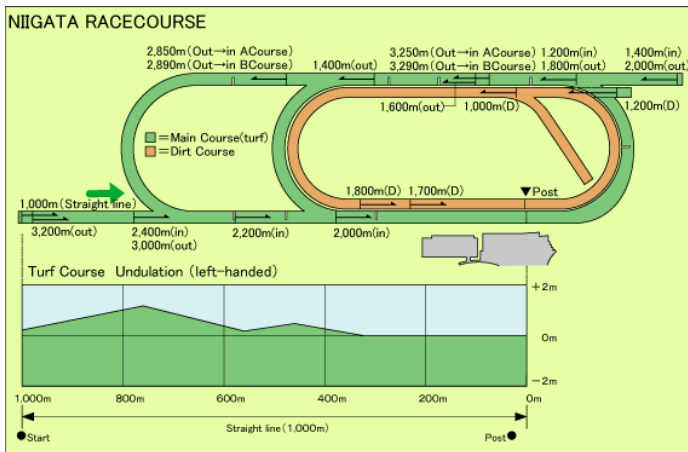 NIIGATA RACECOURSE
2,850m(Out→in ACourse)
2,890m(Out→in BCourse)
1,400m(out)
3,250m(Out→in ACourse)
3,290m(Out→in BCourse)
1.200m(in)
1,800m(out)
1,400m(in)
2,000m(out)
1,600m(out)
1,000m(D)
1,200m(D)
=Main Course(turf)
=Dirt Course
1,800m(D)
1,700m(D)
▼Post
1,000m(Straight line)
3,200m(out)
2,400m(in)
3,000m(out)
2,200m(in)
2,000m(in)
Turf Course Undulation (left-handed)
+2m
0m
-2m
1,000m
800m
600m
400m
200m
0m
Straight line(1,000m)
●Start
Post●